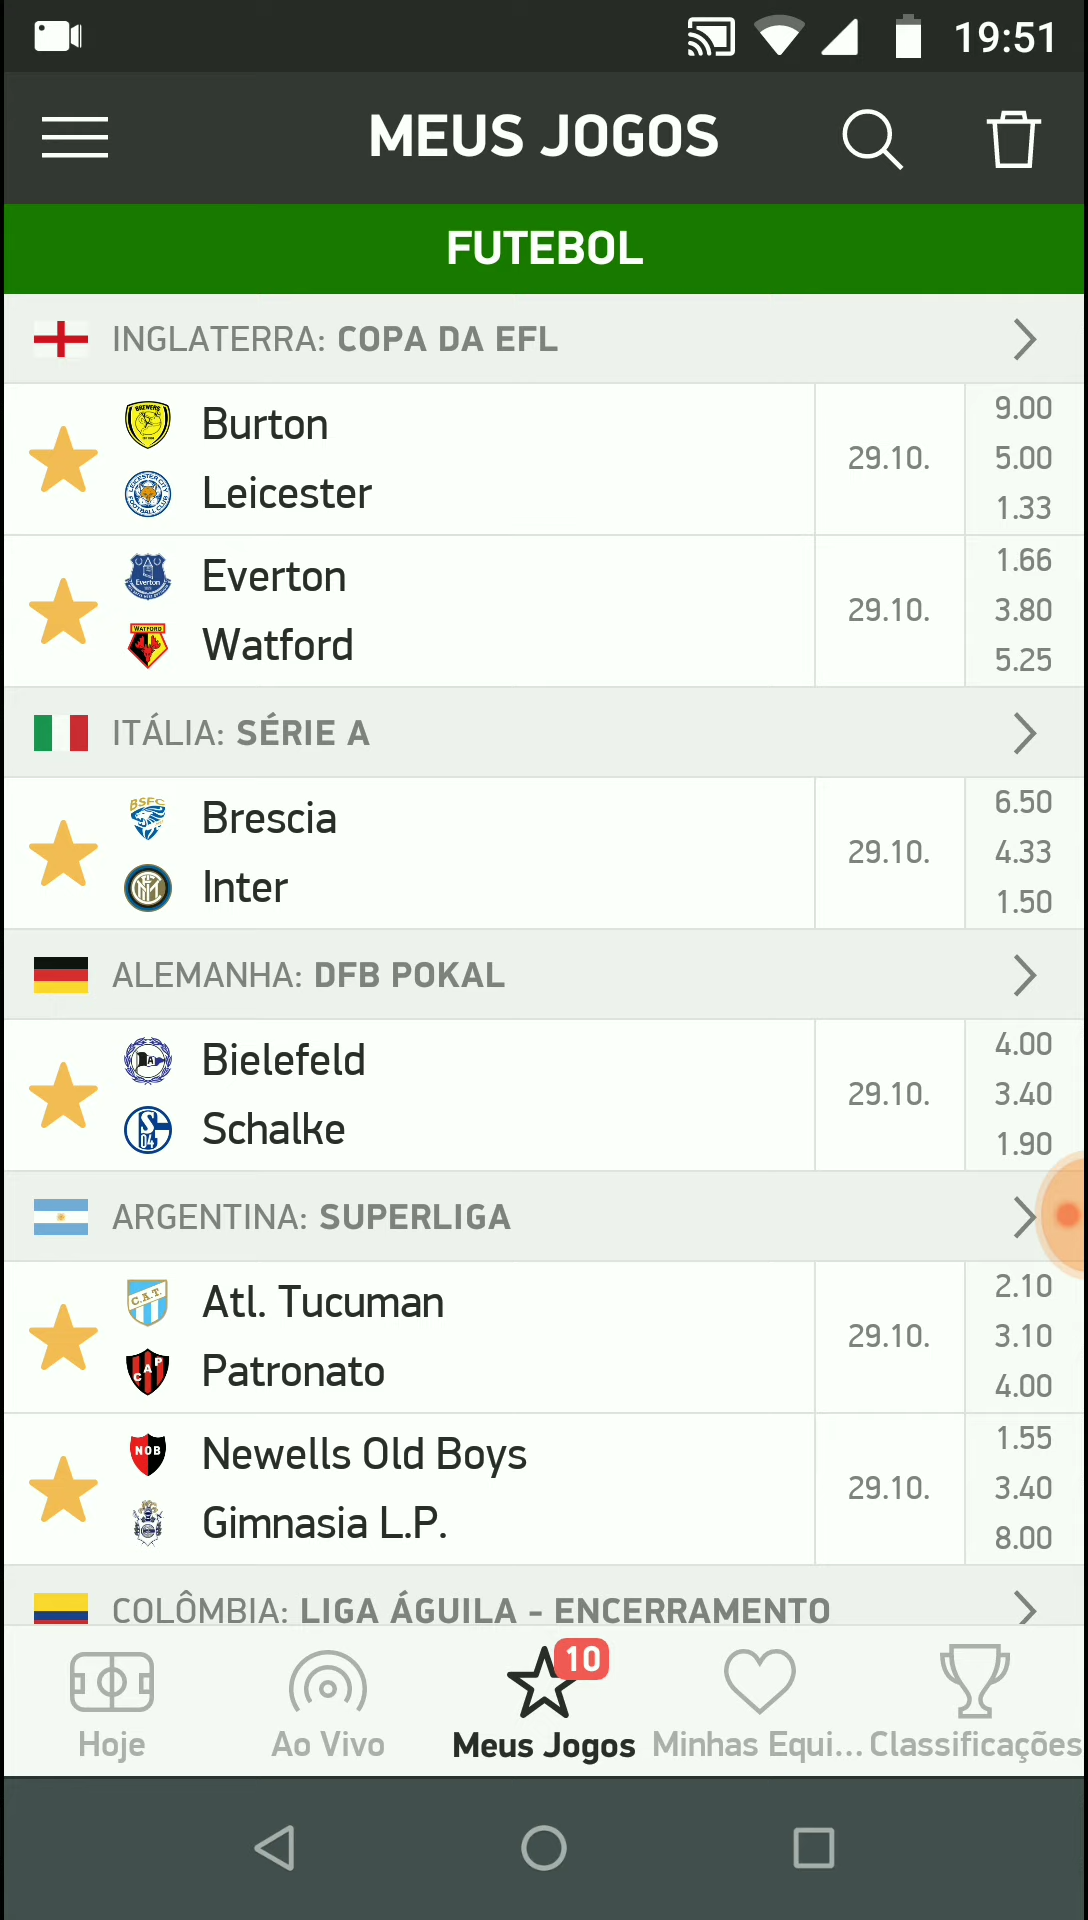 19:51
MEUS JOGOS
FUTEBOL
INGLATERRA: COPA DA EFL
Burton
Leicester
29.10.
9.00
5.00
1.33
Everton
Watford
29.10.
1.66
3.80
5.25
ITÁLIA: SÉRIE A
Brescia
Inter
29.10.
6.50
4.33
1.50
ALEMANHA: DFB POKAL
Bielefeld
Schalke
29.10.
4.00
3.40
1.90
ARGENTINA: SUPERLIGA
Atl. Tucuman
Patronato
29.10.
2.10
3.10
4.00
Newells Old Boys
Gimnasia L.P.
29.10.
1.55
3.40
8.00
COLÔMBIA: LIGA ÁGUILA - ENCERRAMENTO
10
Hoje
Ao Vivo
Meus Jogos
Minhas Equi...
Classificações